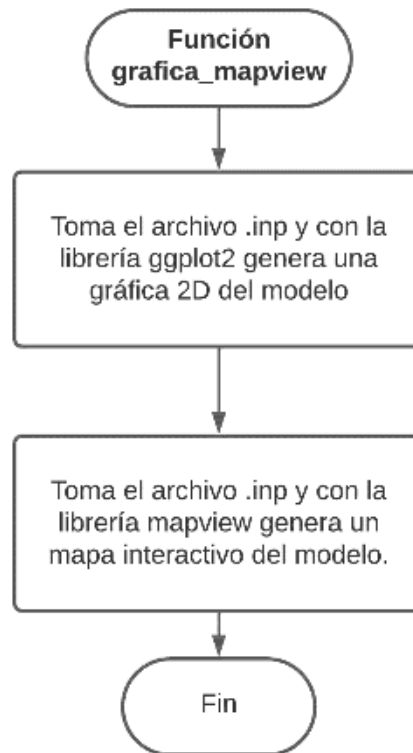 Función
grafica_mapview
Toma el archivo .inp y con la
librería ggplot2 genera una
gráfica 2D del modelo
Toma el archivo .inp y con la
librería mapview genera un
mapa interactivo del modelo.
Fin